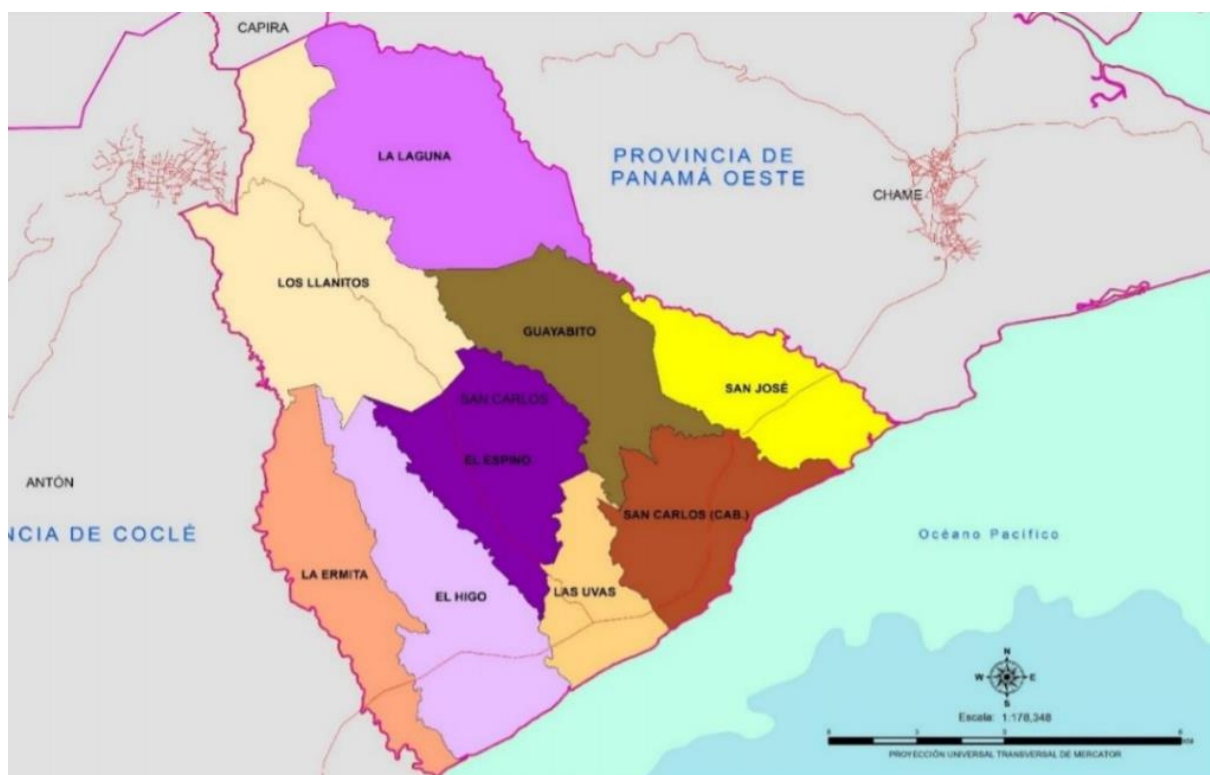 CAPIRA
LA LAGUNA
PROVINCIA DE
PANAMÁ OESTE
CHAME
LOS LLANITOS
GUAYABITO
SAN JOSÉ
SAN CARLOS
EL ESPINO
ANTÓN
SAN CARLOS (CAB.)
NCIA DE COCLÉ
Océano Pacífico
LA ERMITA
EL HIGO
LAS UVAS
N
W E
S
Escala: 1:178,348
PROYECCIÓN UNIVERSAL TRANSVERSAL DE MERCATOR